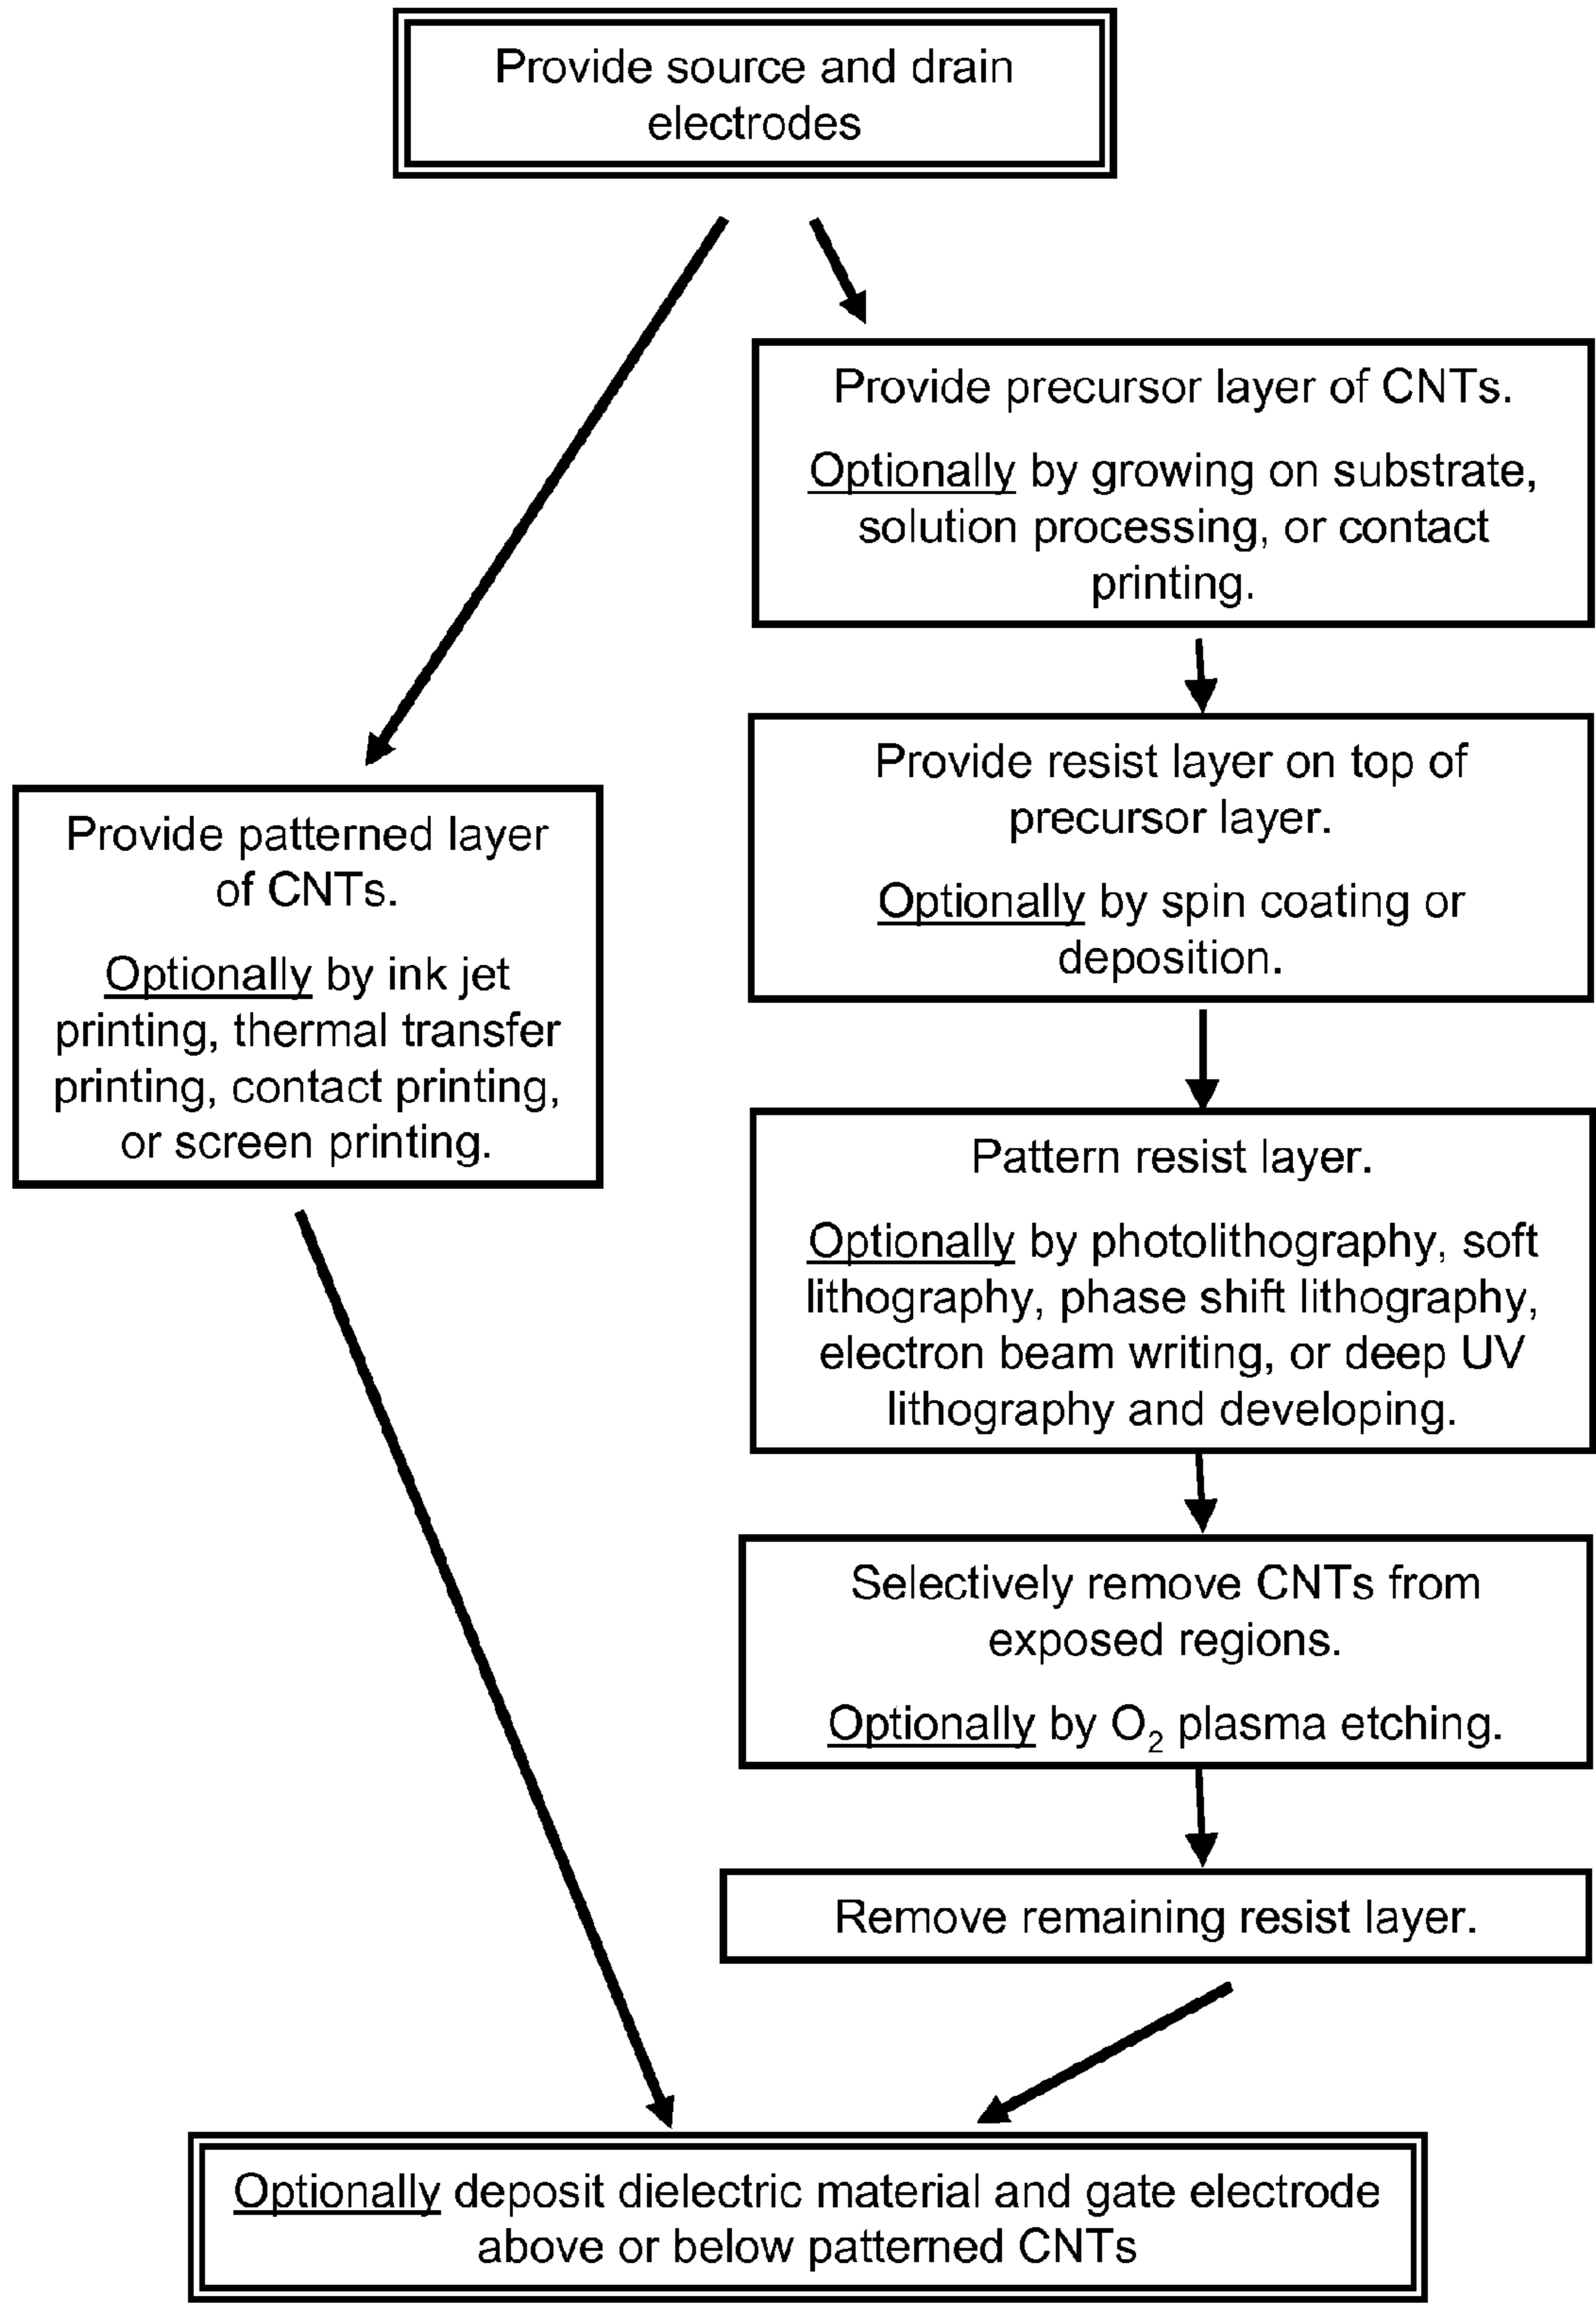 Provide source and drain
electrodes
Provide precursor layer of CNTs.
Optionally by growing on substrate,
solution processing, or contact
printing.
Provide resist layer on top of
precursor layer.
Optionally by spin coating or
deposition.
Provide patterned layer
of CNTs.
Optionally by ink jet
printing, thermal transfer
printing, contact printing,
or screen printing.
Pattern resist layer.
Optionally by photolithography, soft
lithography, phase shift lithography,
electron beam writing, or deep UV
lithography and developing.
Selectively remove CNTs from
exposed regions.
Optionally by O₂ plasma etching.
Remove remaining resist layer.
Optionally deposit dielectric material and gate electrode
above or below patterned CNTs